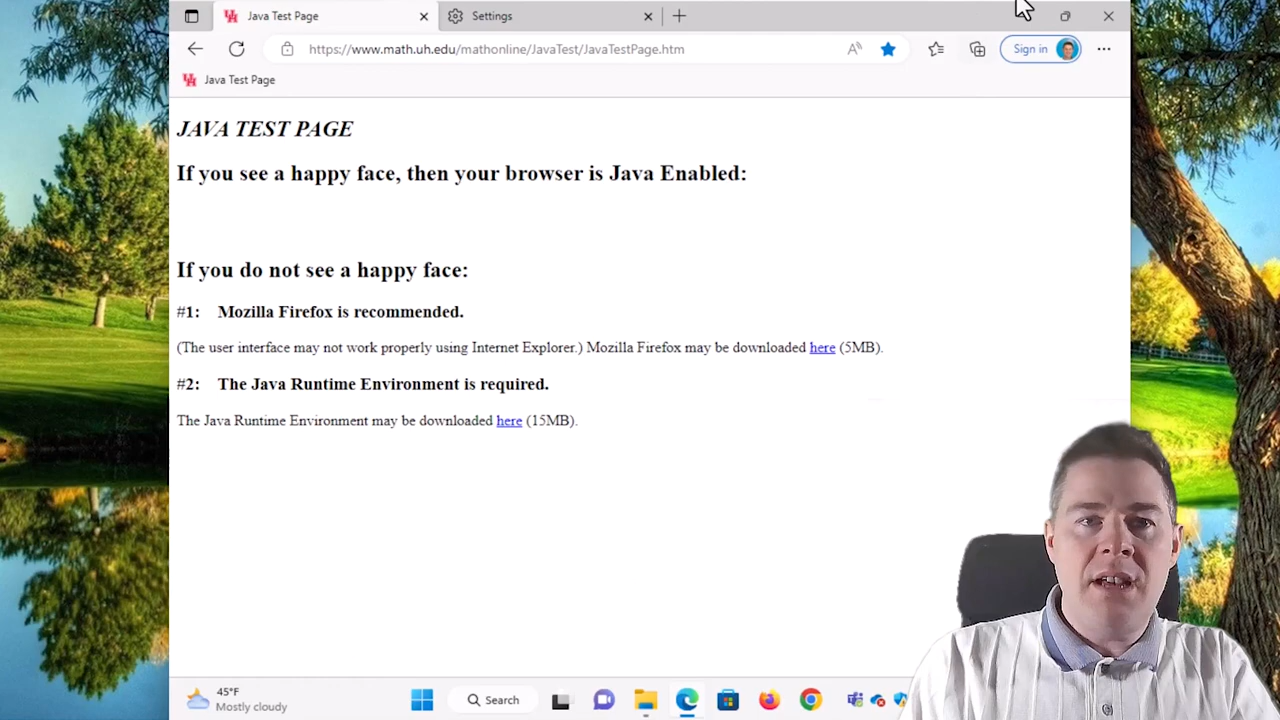 Java Test Page
Settings
https://www.math.uh.edu/mathonline/JavaTest/JavaTestPage.htm
Sign in
Java Test Page
JAVA TEST PAGE
If you see a happy face, then your browser is Java Enabled:
If you do not see a happy face:
#1: Mozilla Firefox is recommended.
(The user interface may not work properly using Internet Explorer.) Mozilla Firefox may be downloaded here (5MB).
#2: The Java Runtime Environment is required.
The Java Runtime Environment may be downloaded here (15MB).
45°F
Mostly cloudy
Search